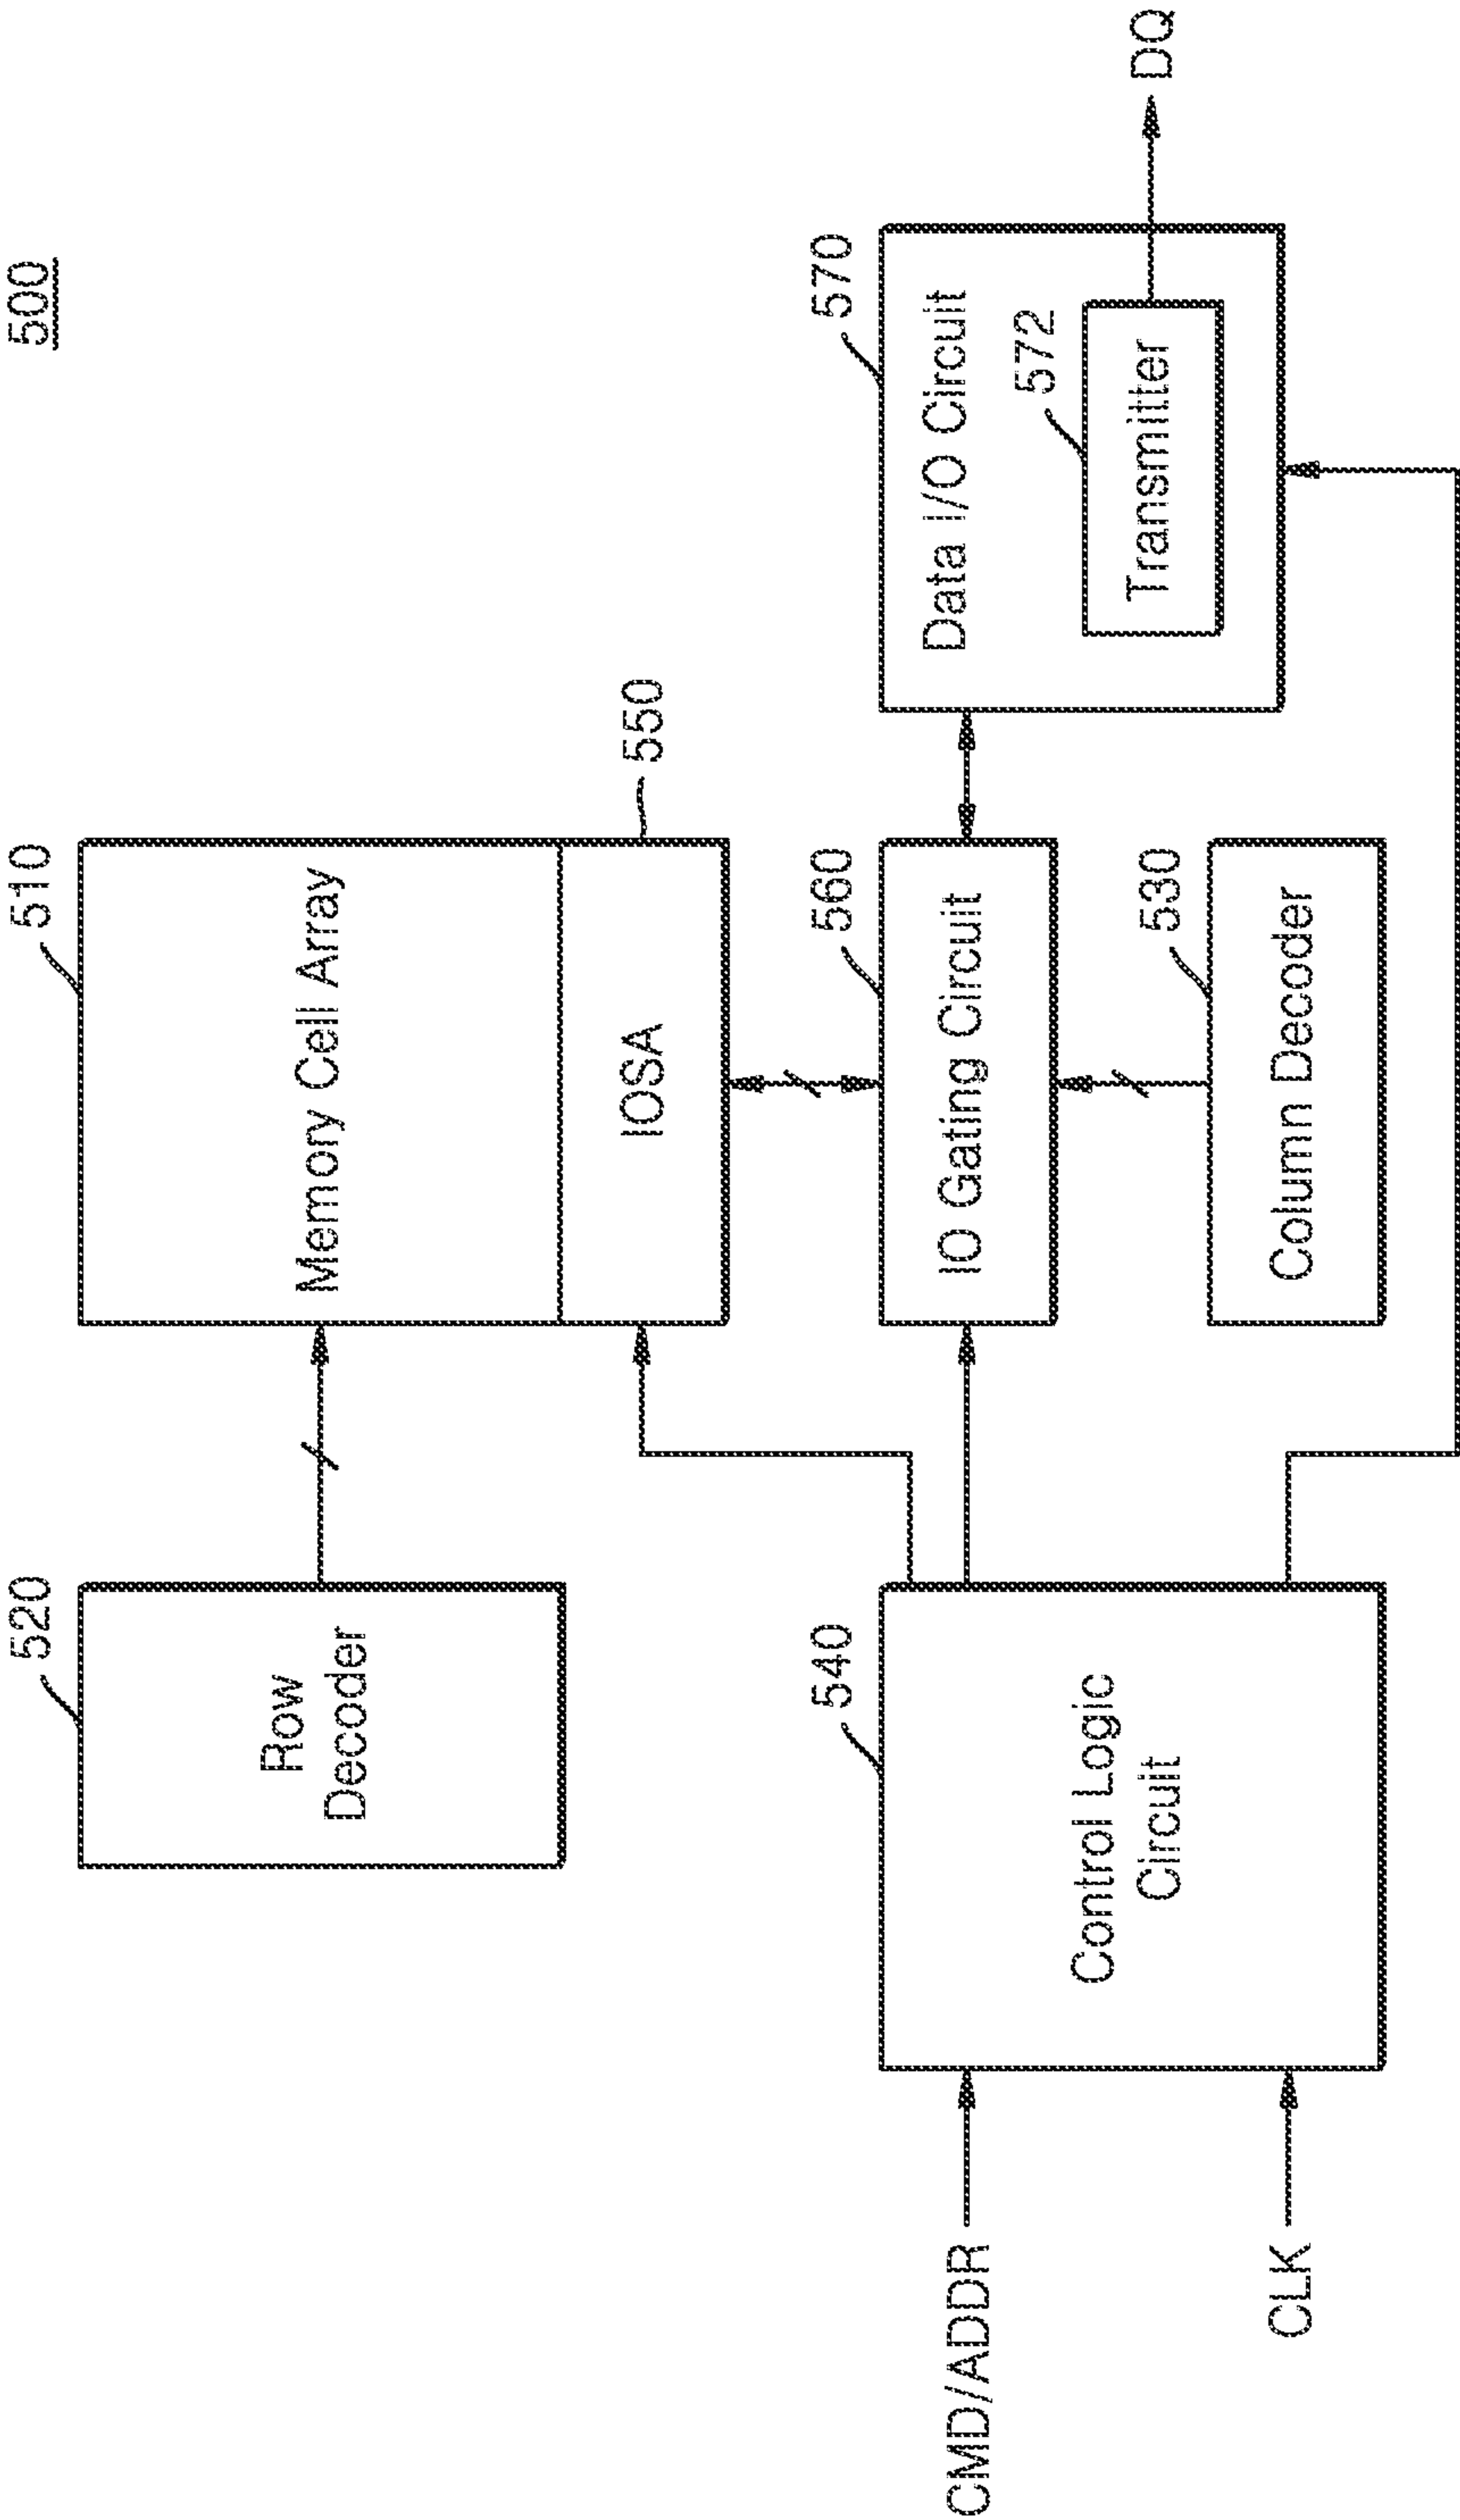 500
520
Row
Decoder
510
Memory Cell Array
IOSA
550
540
Control Logic
Circuit
CMD/ADDR
CLK
560
IO Gating Circuit
530
Column Decoder
570
Data I/O Circuit
572
Transmitter
DQ